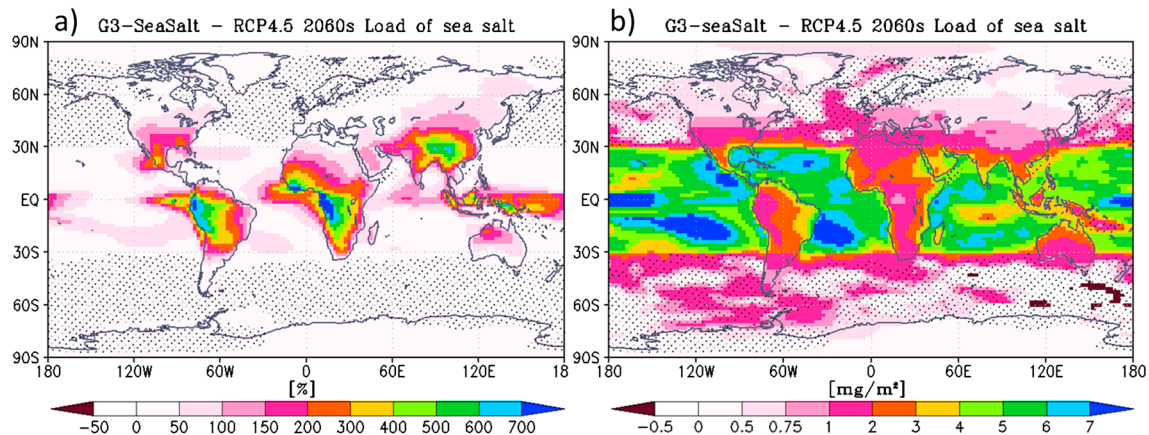 a) G3-SeaSalt - RCP4.5 2060s Load of sea salt
90N
60N
30N
EQ
30S
60S
90S
180 120W 60W 0 60E 120E 180
[%]
-50 0 50 100 150 200 300 400 500 600 700
b) G3-seaSalt - RCP4.5 2060s Load of sea salt
90N
60N
30N
EQ
30S
60S
90S
180 120W 60W 0 60E 120E 180
[mg/m²]
-0.5 0 0.5 0.75 1 2 3 4 5 6 7